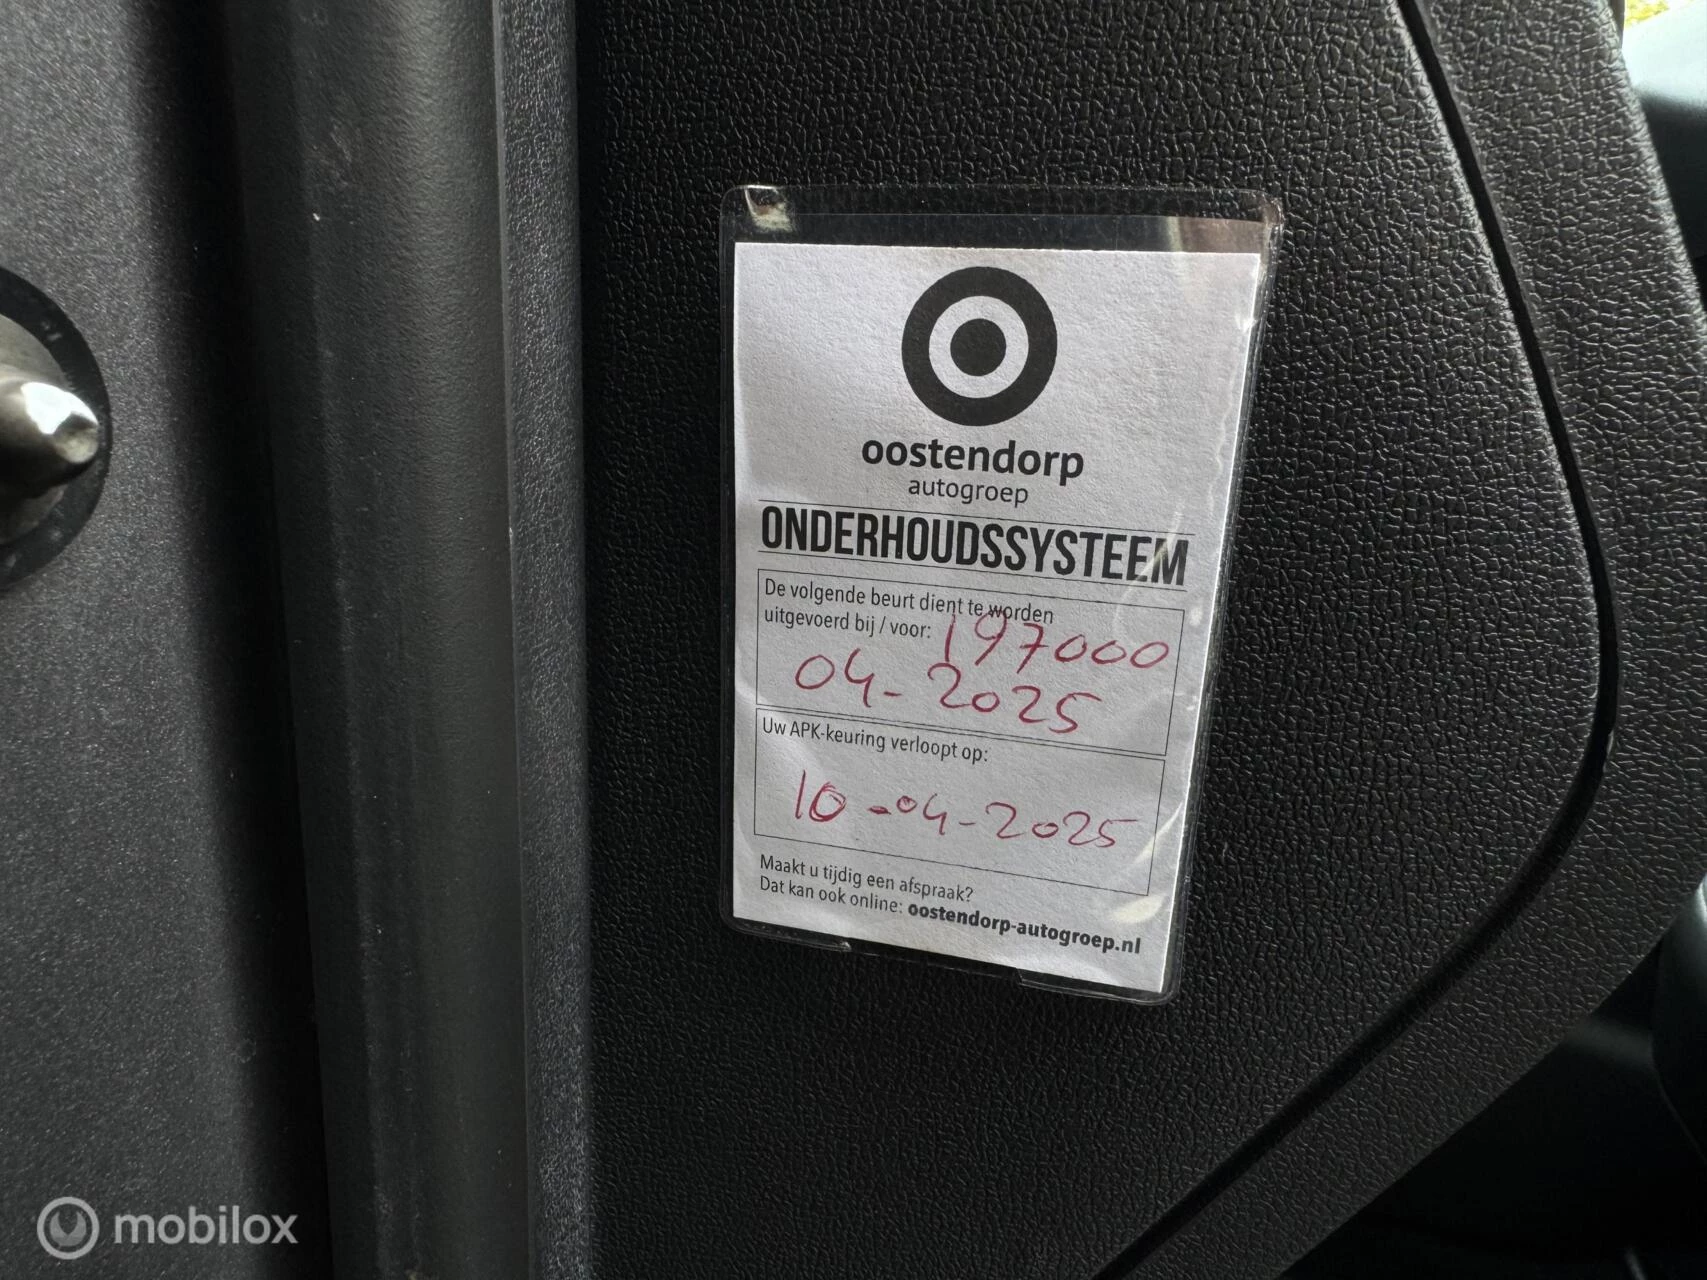 oostendorp
autogroep
ONDERHOUDSSYSTEEM
De volgende beurt dient te worden
uitgevoerd bij / voor: 197000
04-2025
Uw APK-keuring verloopt op:
10-04-2025
Maakt u tijdig een afspraak?
Dat kan ook online: oostendorp-autogroep.nl
mobilox